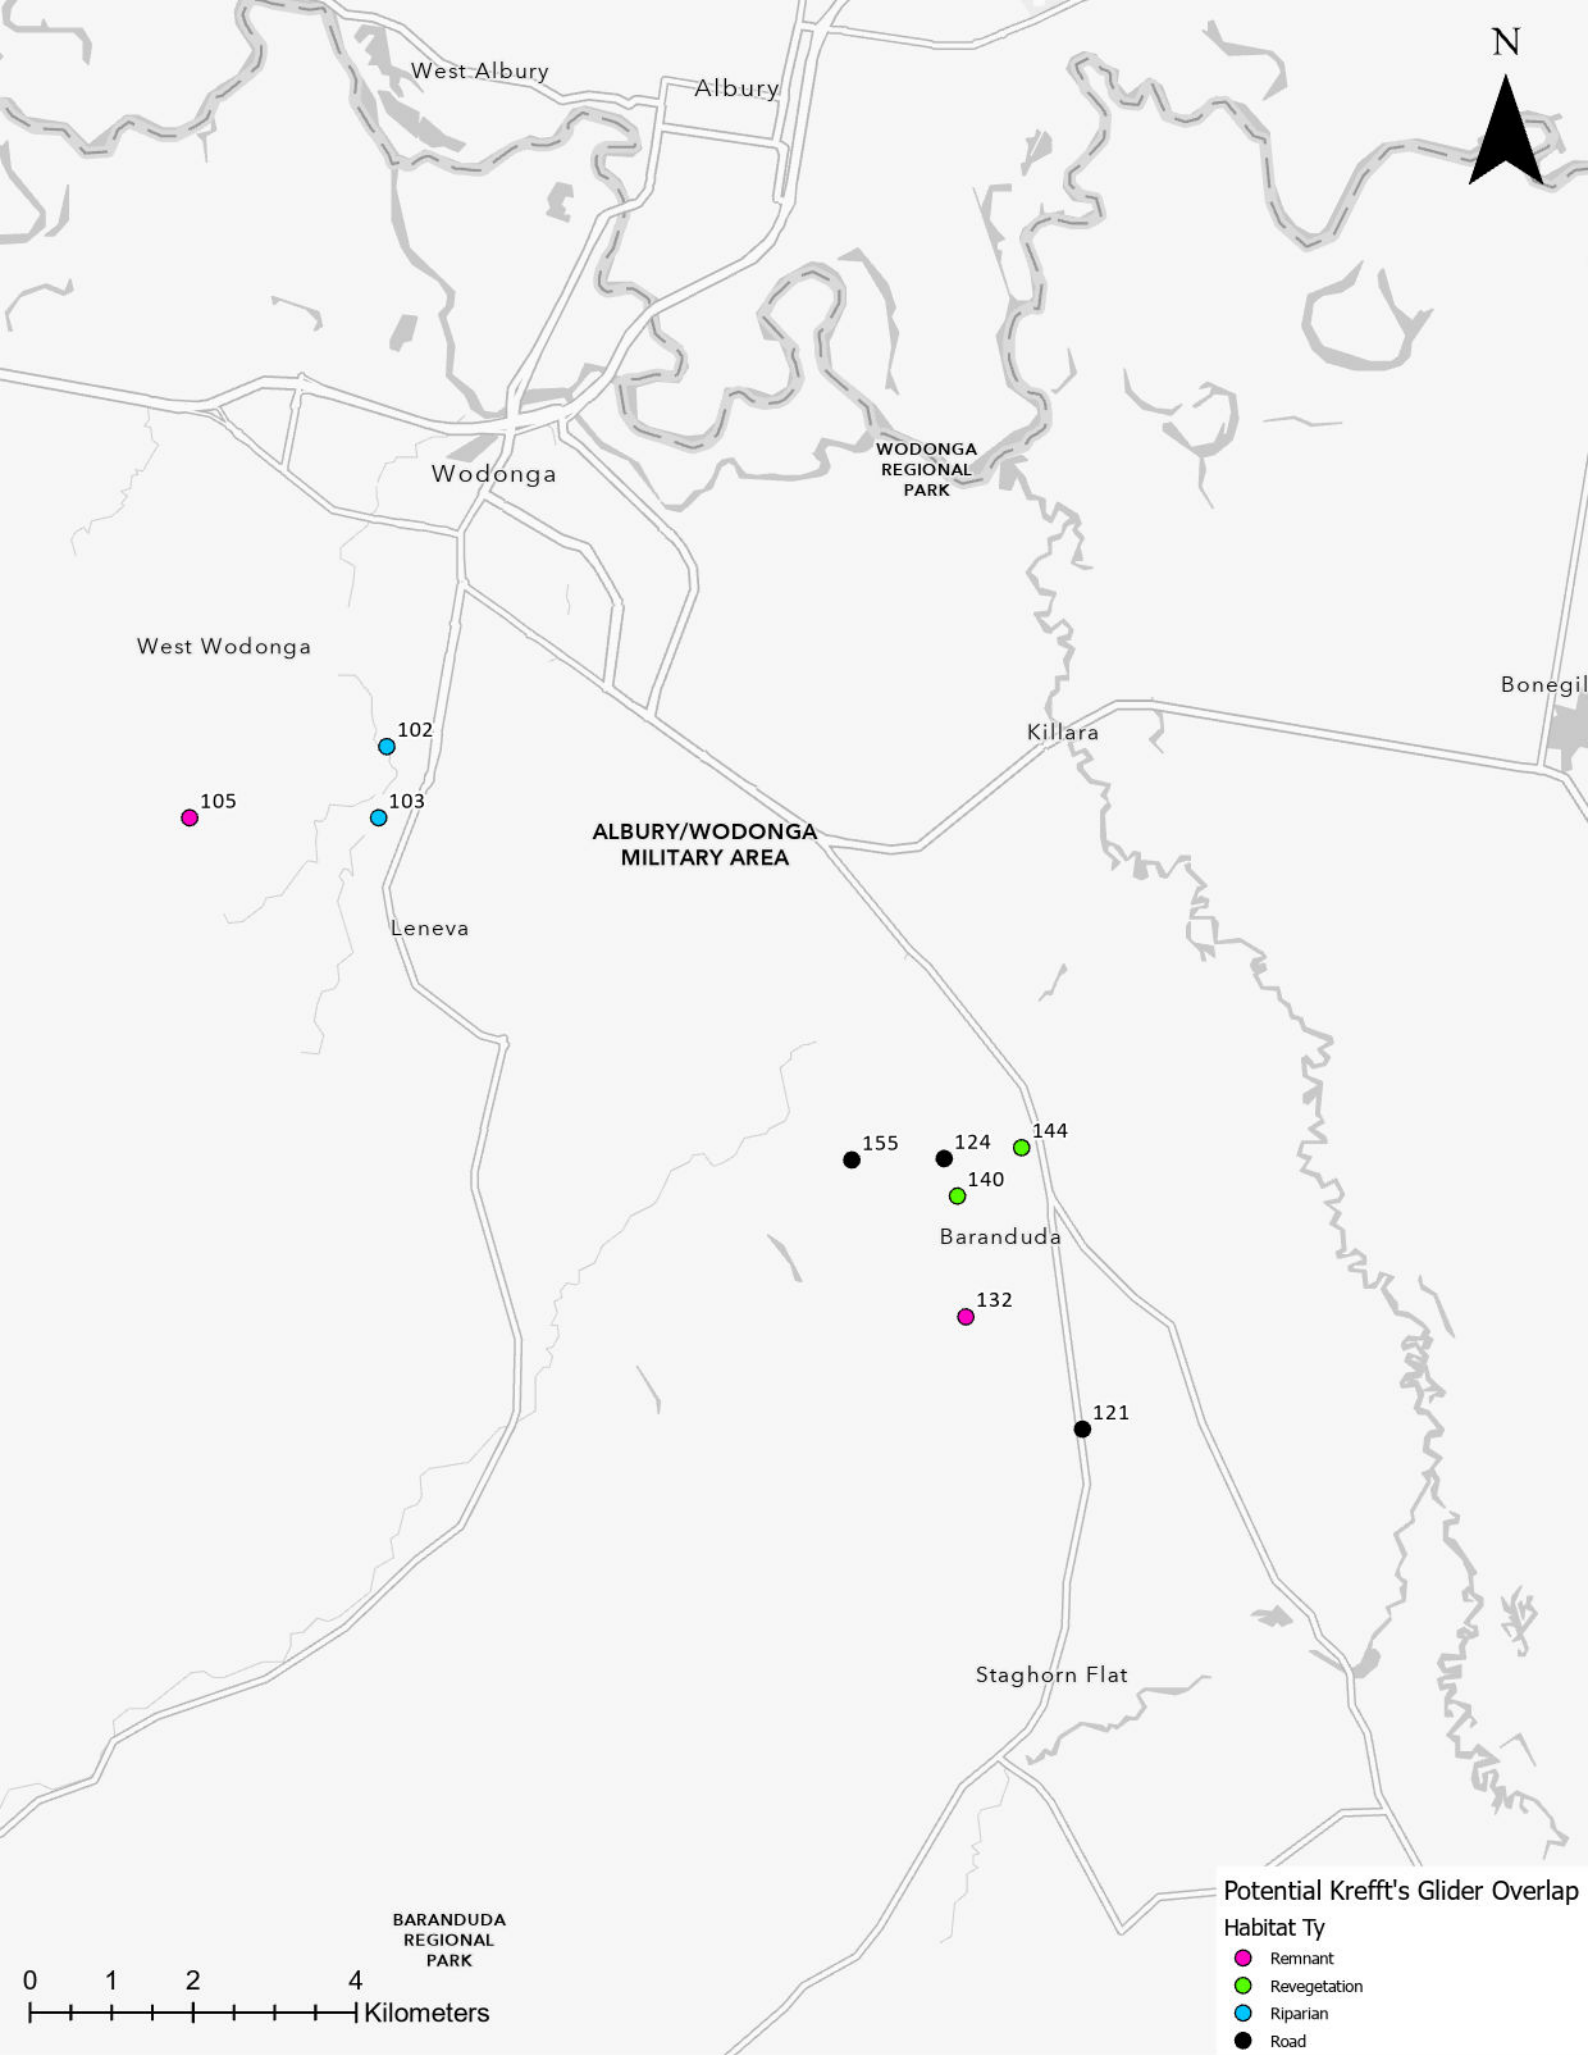 N
West Albury
Albury
WODONGA
REGIONAL
PARK
Wodonga
West Wodonga
Bonegil
102
Killara
105
103
ALBURY/WODONGA
MILITARY AREA
Leneva
144
155
124
140
Baranduda
132
121
Staghorn Flat
BARANDUDA
REGIONAL
PARK
0 1 2 4
Kilometers
Potential Krefft's Glider Overlap
Habitat Ty
Remnant
Revegetation
Riparian
Road